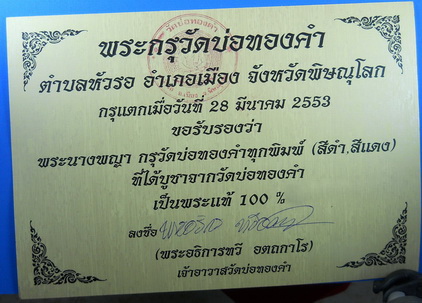 พระกรุวัดบ่อทองคำ
ตำบลหัวรอ อำเภอเมือง จังหวัดพิษณุโลก
กรุแตกเมื่อวันที่ 28 มีนาคม 2553
ขอรับรองว่า
พระนางพญา กรุวัดบ่อทองคำทุกพิมพ์ (สีดำ,สีแดง)
ที่ได้บูชาจากวัดบ่อทองคำ
เป็นพระแท้ 100 %
ลงชื่อ
(พระอธิการทวี อตถกาโร)
เจ้าอาวาสวัดบ่อทองคำ